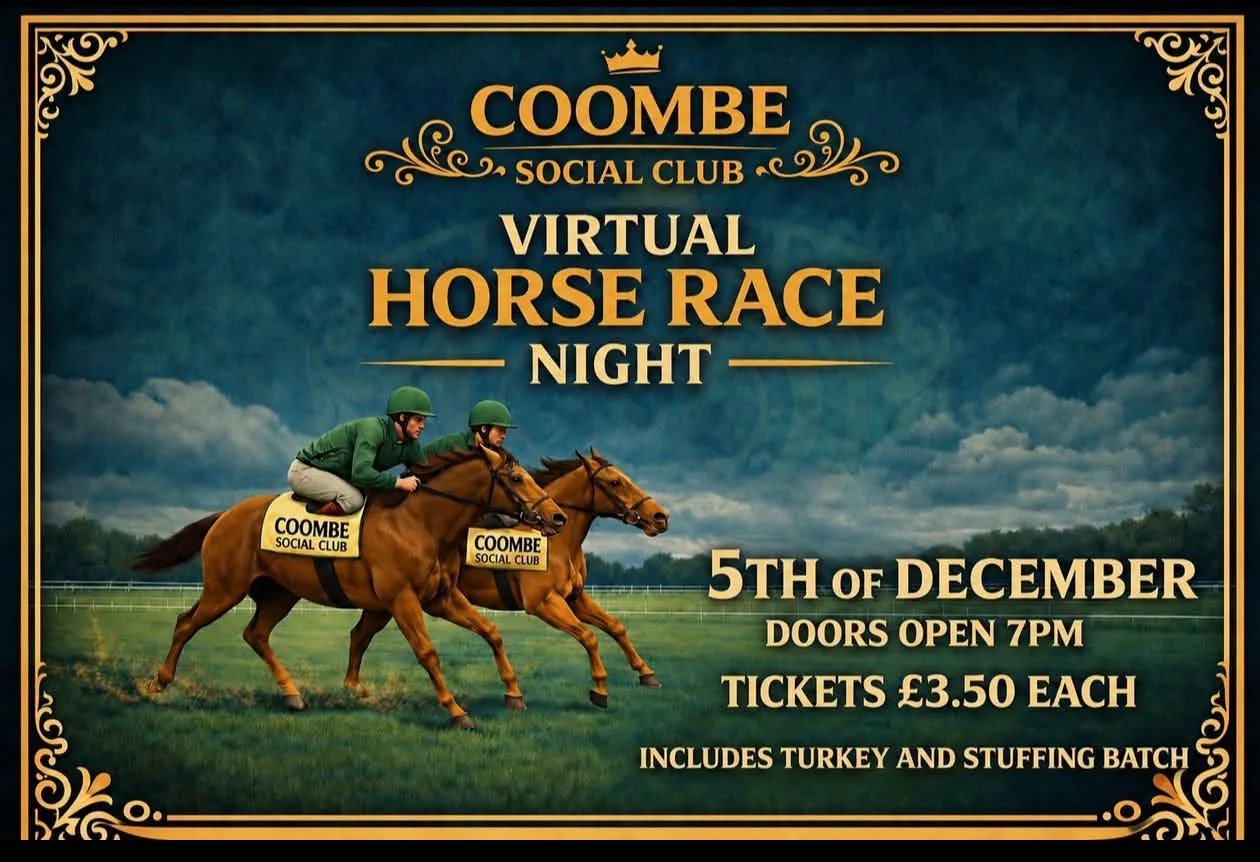 COOMBE
SOCIAL CLUB
VIRTUAL
HORSE RACE
NIGHT
COOMBE
SOCIAL CLUB
COOMBE
SOCIAL CLUB
5TH OF DECEMBER
DOORS OPEN 7PM
TICKETS £3.50 EACH
INCLUDES TURKEY AND STUFFING BATCH